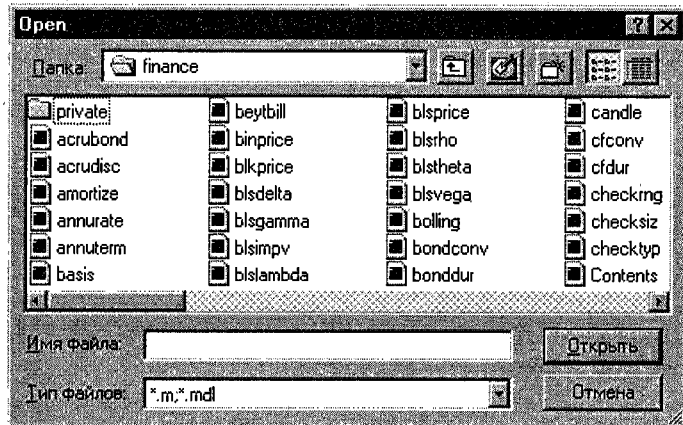 Open
Папка: finance
private beytbill blsprice candle
acrubond binprice blsrho cfconv
acrudisc blkprice blstheta cfdur
amortize blsdelta blsvega checkrng
annurate blsgamma bolling checksiz
annuterm blsimpv bondconv checktyp
basis blslambda bonddur Contents
Имя файла: Открыть
Тип файлов: *.m;*.mdl Отмена